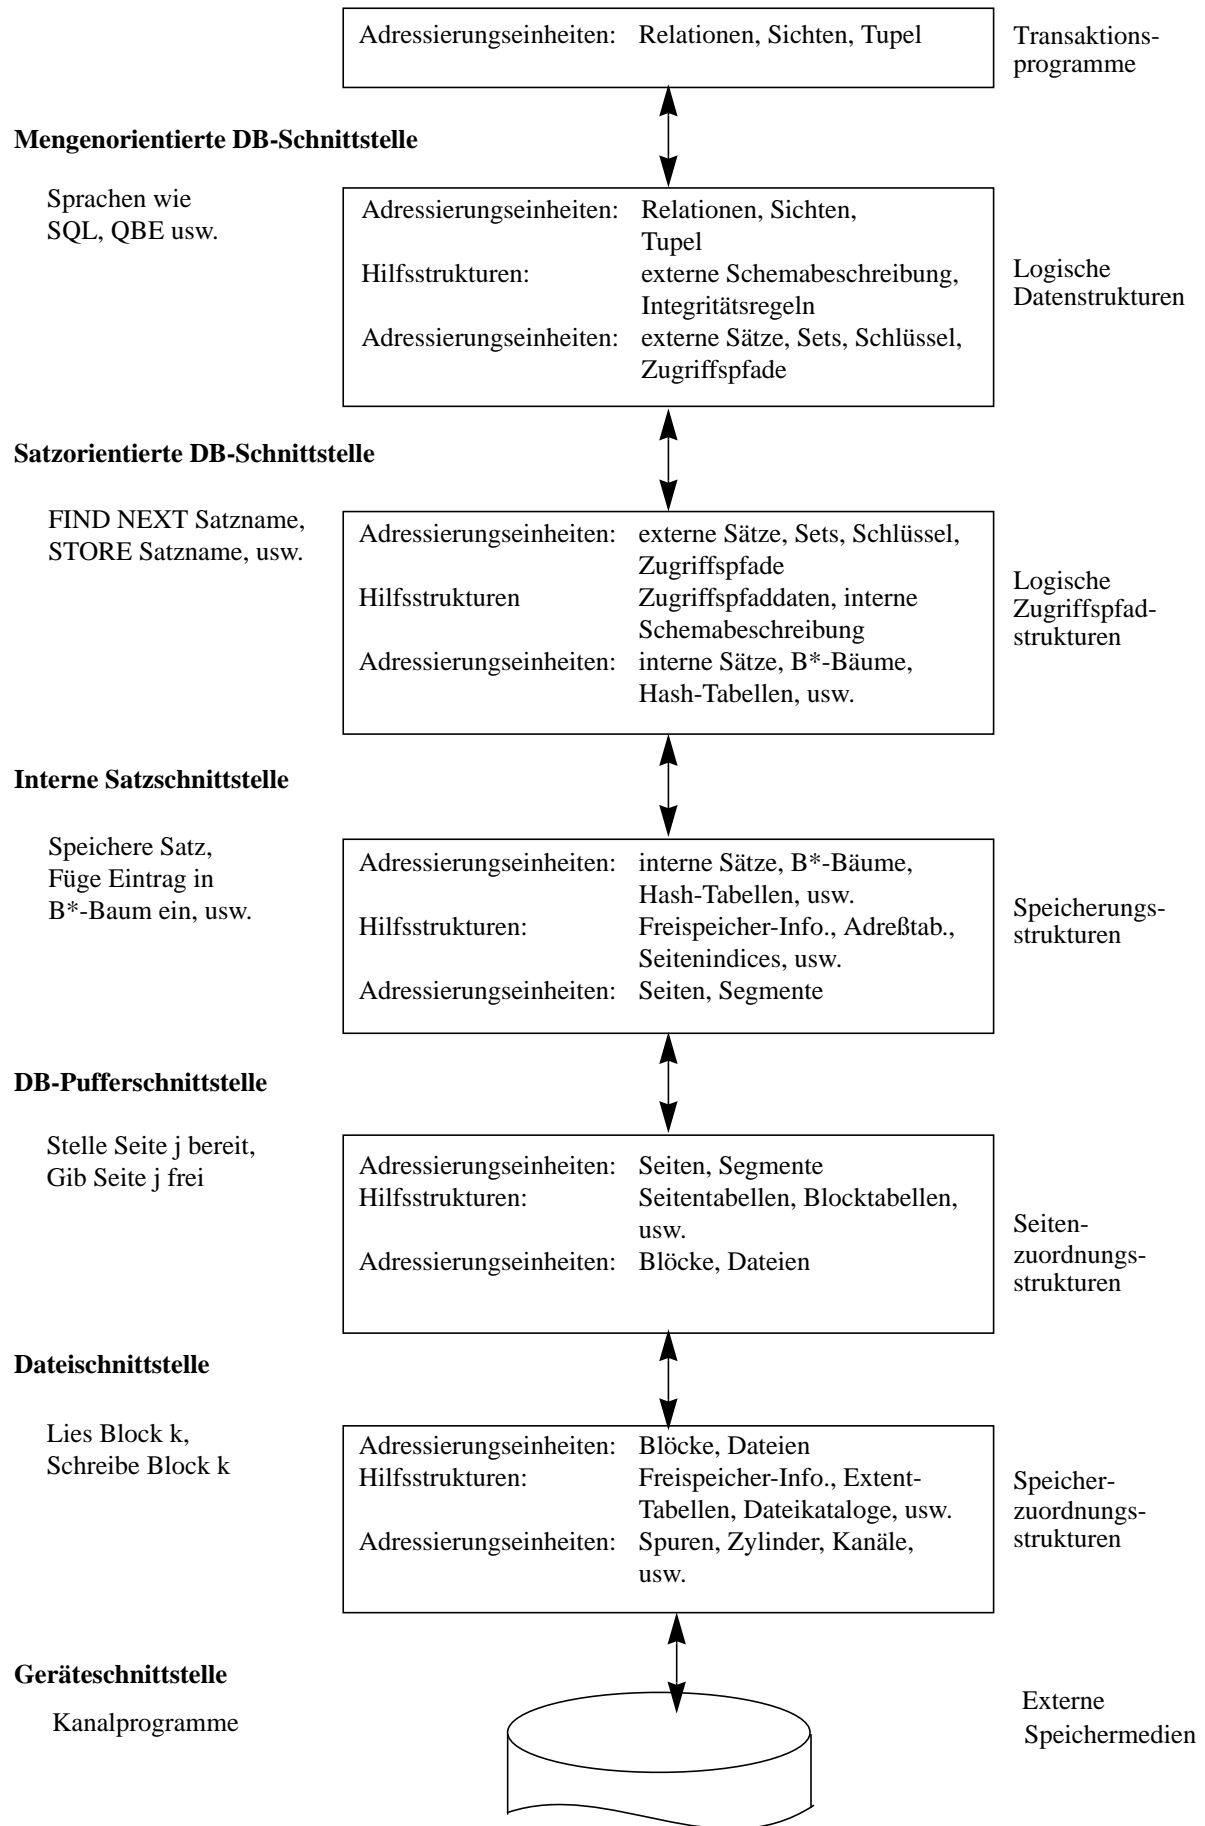 Adressierungseinheiten: Relationen, Sichten, Tupel
Transaktions-
programme
Mengenorientierte DB-Schnittstelle
Sprachen wie
SQL, QBE usw.
Adressierungseinheiten: Relationen, Sichten,
Tupel
Hilfsstrukturen: externe Schemabeschreibung,
Integritätsregeln
Adressierungseinheiten: externe Sätze, Sets, Schlüssel,
Zugriffspfade
Logische
Datenstrukturen
Satzorientierte DB-Schnittstelle
FIND NEXT Satzname,
STORE Satzname, usw.
Adressierungseinheiten: externe Sätze, Sets, Schlüssel,
Zugriffspfade
Hilfsstrukturen Zugriffspfaddaten, interne
Schemabeschreibung
Adressierungseinheiten: interne Sätze, B*-Bäume,
Hash-Tabellen, usw.
Logische
Zugriffspfad-
strukturen
Interne Satzschnittstelle
Speichere Satz,
Füge Eintrag in
B*-Baum ein, usw.
Adressierungseinheiten: interne Sätze, B*-Bäume,
Hash-Tabellen, usw.
Hilfsstrukturen: Freispeicher-Info., Adreßtab.,
Seitenindices, usw.
Adressierungseinheiten: Seiten, Segmente
Speicherungs-
strukturen
DB-Pufferschnittstelle
Stelle Seite j bereit,
Gib Seite j frei
Adressierungseinheiten: Seiten, Segmente
Hilfsstrukturen: Seitentabellen, Blocktabellen,
usw.
Adressierungseinheiten: Blöcke, Dateien
Seiten-
zuordnungs-
strukturen
Dateischnittstelle
Lies Block k,
Schreibe Block k
Adressierungseinheiten: Blöcke, Dateien
Hilfsstrukturen: Freispeicher-Info., Extent-
Tabellen, Dateikataloge, usw.
Adressierungseinheiten: Spuren, Zylinder, Kanäle,
usw.
Speicher-
zuordnungs-
strukturen
Geräteschnittstelle
Kanalprogramme
Externe
Speichermedien